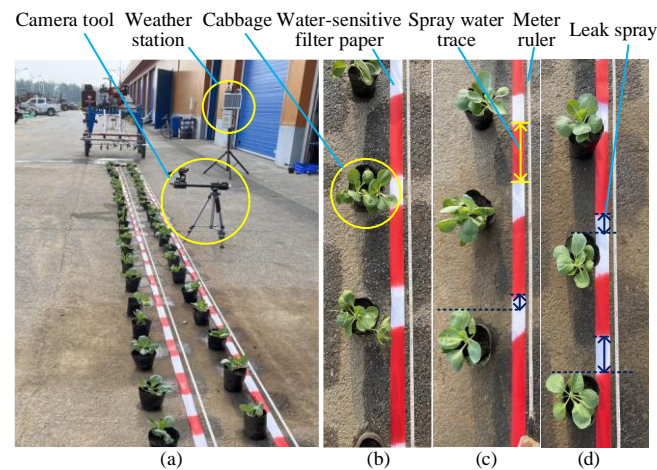 Camera tool
Weather
station
Cabbage
Water-sensitive
filter paper
Spray water
trace
Meter
ruler
Leak spray
(a)
(b)
(c)
(d)